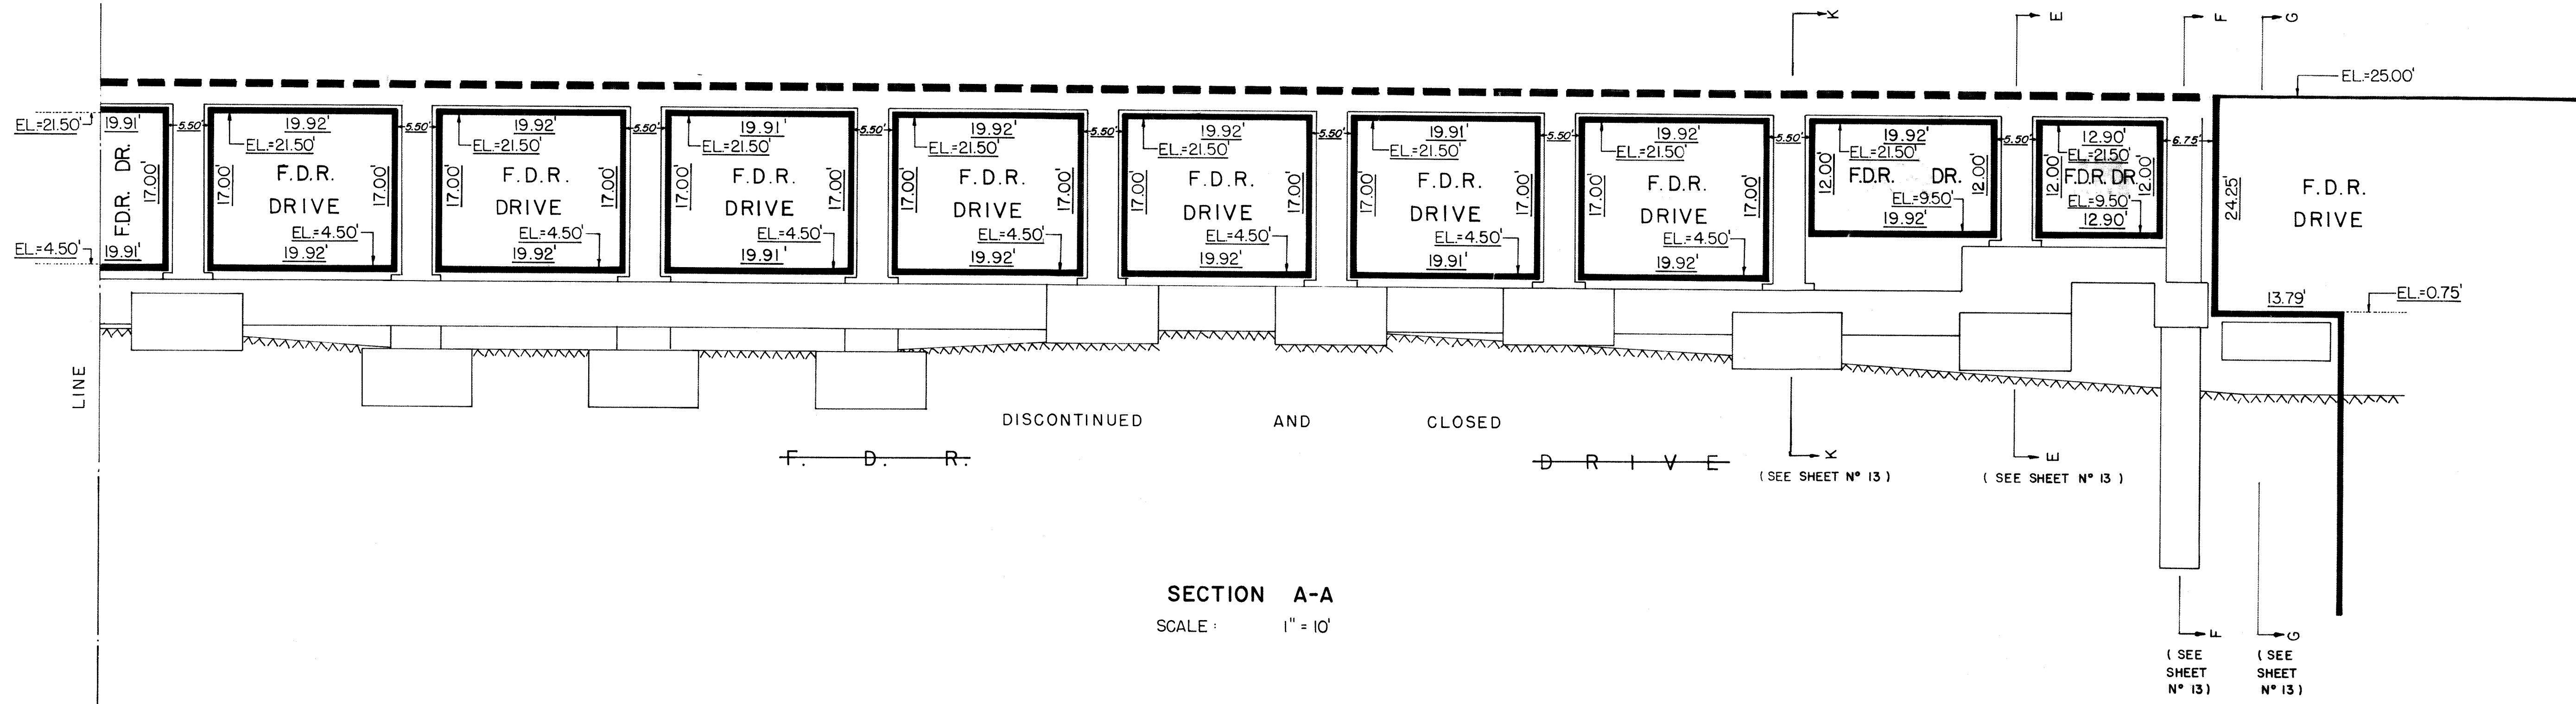 K
E
F
G
EL.=25.00'
EL.=21.50'
19.91'
F.D.R. DR.
17.00'
EL.=4.50'
19.91'
5.50'
19.92'
EL.=21.50'
F.D.R.
DRIVE
17.00'
17.00'
EL.=4.50'
19.92'
5.50'
19.92'
EL.=21.50'
F.D.R.
DRIVE
17.00'
17.00'
EL.=4.50'
19.92'
5.50'
19.91'
EL.=21.50'
F.D.R.
DRIVE
17.00'
17.00'
EL.=4.50'
19.91'
5.50'
19.92'
EL.=21.50'
F.D.R.
DRIVE
17.00'
17.00'
EL.=4.50'
19.92'
5.50'
19.92'
EL.=21.50'
F.D.R.
DRIVE
17.00'
17.00'
EL.=4.50'
19.92'
5.50'
19.91'
EL.=21.50'
F.D.R.
DRIVE
17.00'
17.00'
EL.=4.50'
19.91'
5.50'
19.92'
EL.=21.50'
F.D.R.
DRIVE
17.00'
17.00'
EL.=4.50'
19.92'
5.50'
19.92'
EL.=21.50'
F.D.R. DR.
12.00'
12.00'
EL.=9.50'
19.92'
5.50'
12.90'
EL.=21.50'
F.D.R. DR.
12.00'
12.00'
EL.=9.50'
12.90'
6.75'
24.25'
F.D.R.
DRIVE
13.79'
EL.=0.75'
LINE
DISCONTINUED AND CLOSED
F. D. R. DRIVE
K
(SEE SHEET Nº 13)
E
(SEE SHEET Nº 13)
SECTION A-A
SCALE: 1" = 10'
F
(SEE
SHEET
Nº 13)
G
(SEE
SHEET
Nº 13)